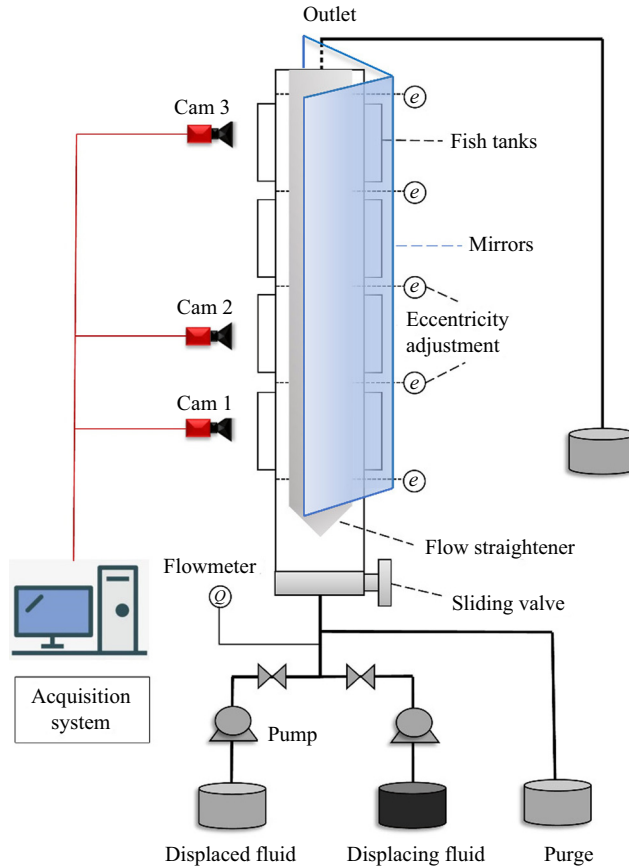 Outlet
Cam 3
e
Fish tanks
e
Mirrors
e
Cam 2
Eccentricity
adjustment
Cam 1
e
e
Flow straightener
Flowmeter
Q
Sliding valve
Acquisition
system
Pump
Displaced fluid
Displacing fluid
Purge